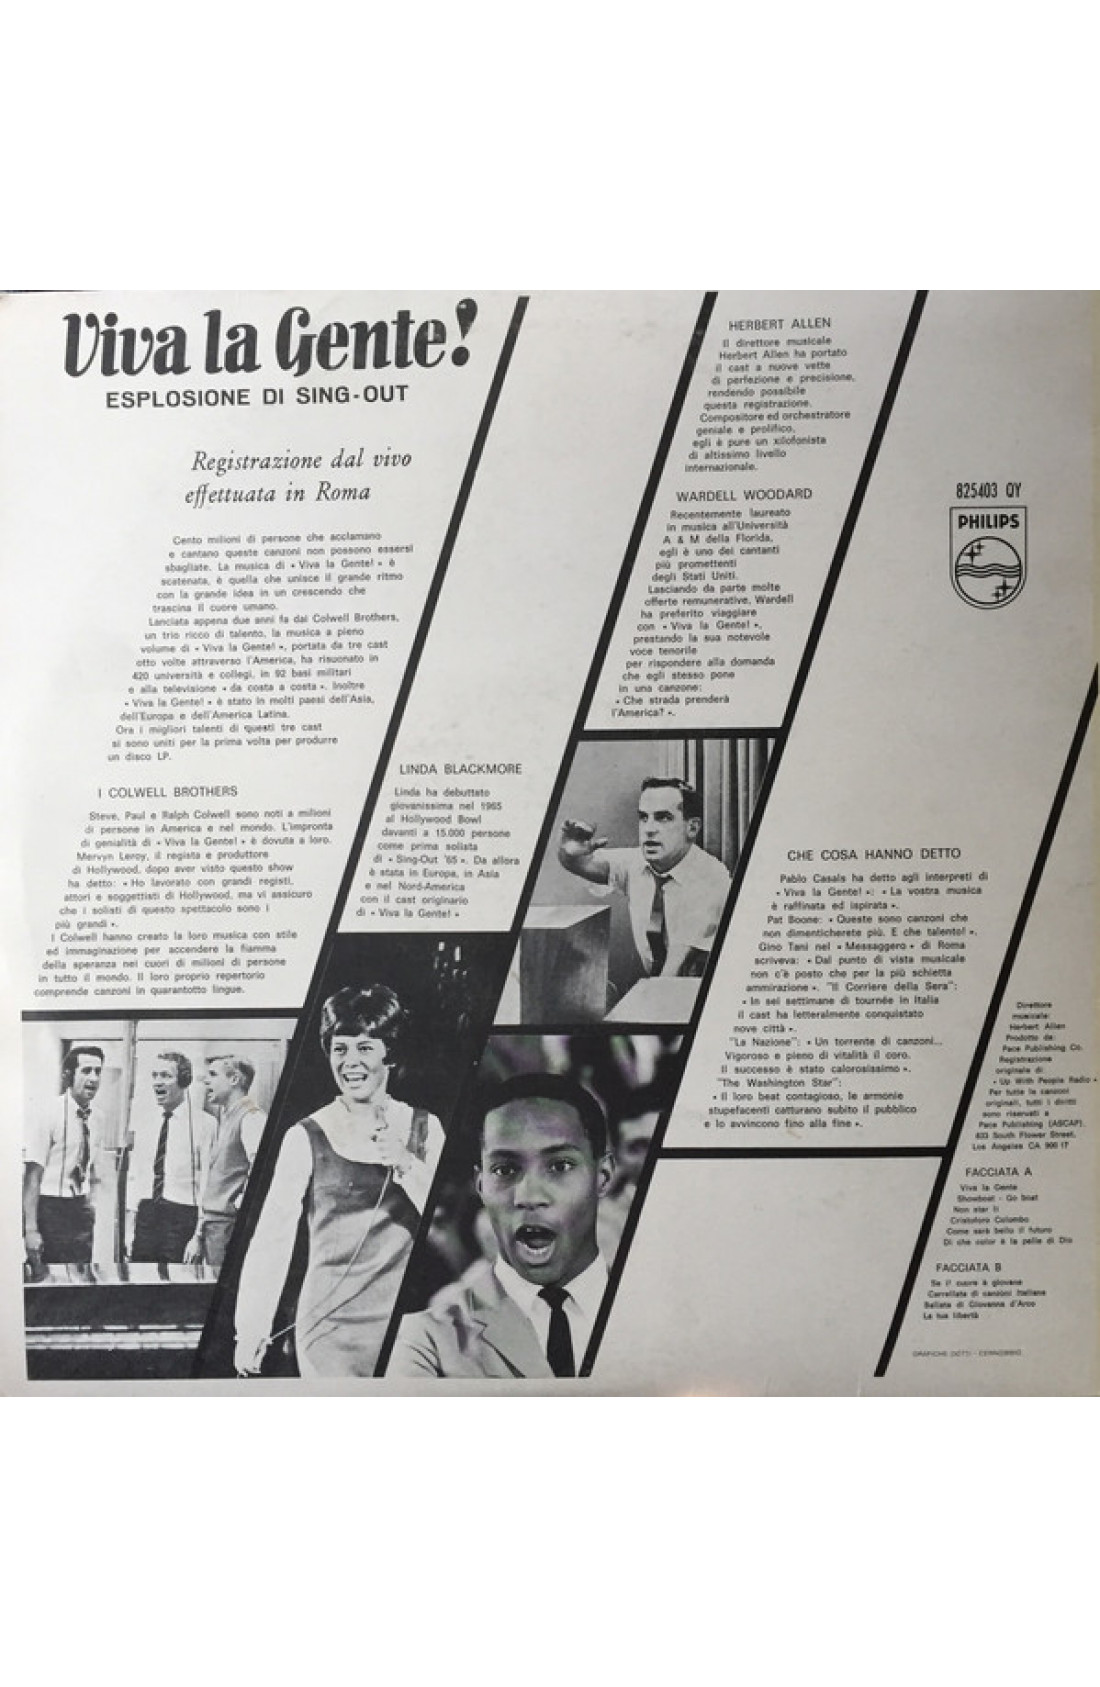 Viva la Gente!
ESPLOSIONE DI SING-OUT
Registrazione dal vivo
effettuata in Roma
Cento milioni di persone che acclamano
e cantano queste canzoni non possono essersi
sbagliate. La musica di « Viva la Gente! » è
scatenata, è quella che unisce il grande ritmo
con la grande idea in un crescendo che
trascina il cuore umano.
Lanciata appena due anni fa dai Colwell Brothers,
un trio ricco di talento, la musica a pieno
volume di « Viva la Gente! », portata da tre cast
otto volte attraverso l'America, ha risuonato in
420 università e collegi, in 92 basi militari
e alla televisione « da costa a costa ». Inoltre
« Viva la Gente! » è stato in molti paesi dell'Asia,
dell'Europa e dell'America Latina.
Ora i migliori talenti di questi tre cast
si sono uniti per la prima volta per produrre
un disco LP.
I COLWELL BROTHERS
Steve, Paul e Ralph Colwell sono noti a milioni
di persone in America e nel mondo. L'impronta
di genialità di « Viva la Gente! » è dovuta a loro.
Mervyn Leroy, il regista e produttore
di Hollywood, dopo aver visto questo show
ha detto: « Ho lavorato con grandi registi,
attori e soggettisti di Hollywood, ma vi assicuro
che i solisti di questo spettacolo sono i
più grandi ».
I Colwell hanno creato la loro musica con stile
ed immaginazione per accendere la fiamma
della speranza nei cuori di milioni di persone
in tutto il mondo. Il loro proprio repertorio
comprende canzoni in quarantotto lingue.
LINDA BLACKMORE
Linda ha debuttato
giovanissima nel 1965
al Hollywood Bowl
davanti a 15.000 persone
come prima solista
di « Sing-Out '65 ». Da allora
è stata in Europa, in Asia
e nel Nord-America
con il cast originario
di « Viva la Gente! »
HERBERT ALLEN
Il direttore musicale
Herbert Allen ha portato
il cast a nuove vette
di perfezione e precisione,
rendendo possibile
questa registrazione.
Compositore ed orchestratore
geniale e prolifico,
egli è pure un xilofonista
di altissimo livello
internazionale.
WARDELL WOODARD
Recentemente laureato
in musica all'Università
A & M della Florida,
egli è uno dei cantanti
più promettenti
degli Stati Uniti.
Lasciando da parte molte
offerte remunerative, Wardell
ha preferito viaggiare
con « Viva la Gente! »,
prestando la sua notevole
voce tenorile
per rispondere alla domanda
che egli stesso pone
in una canzone:
« Che strada prenderà
l'America? ».
825403 QY
PHILIPS
CHE COSA HANNO DETTO
Pablo Casals ha detto agli interpreti di
« Viva la Gente! »: « La vostra musica
è raffinata ed ispirata ».
Pat Boone: « Queste sono canzoni che
non dimenticherete più. E che talento! ».
Gino Tani nel « Messaggero » di Roma
scriveva: « Dal punto di vista musicale
non c'è posto che per la più schietta
ammirazione ». "Il Corriere della Sera":
« In sei settimane di tournée in Italia
il cast ha letteralmente conquistato
nove città ».
"La Nazione": « Un torrente di canzoni...
Vigoroso e pieno di vitalità il coro.
Il successo è stato calorosissimo ».
"The Washington Star":
« Il loro beat contagioso, le armonie
stupefacenti catturano subito il pubblico
e lo avvincono fino alla fine ».
Direttore
musicale:
Herbert Allen
Prodotto da:
Pace Publishing Co.
Registrazione
originale di:
« Up With People Radio »
Per tutte le canzoni
originali, tutti i diritti
sono riservati a
Pace Publishing (ASCAP),
833 South Flower Street,
Los Angeles CA 900 17
FACCIATA A
Viva la Gente
Showboat - Go boat
Non star lì
Cristoforo Colombo
Come sarà bello il futuro
Di che color è la pelle di Dio
FACCIATA B
Se il cuore è giovane
Carrellata di canzoni Italiane
Ballata di Giovanna d'Arco
La tua libertà